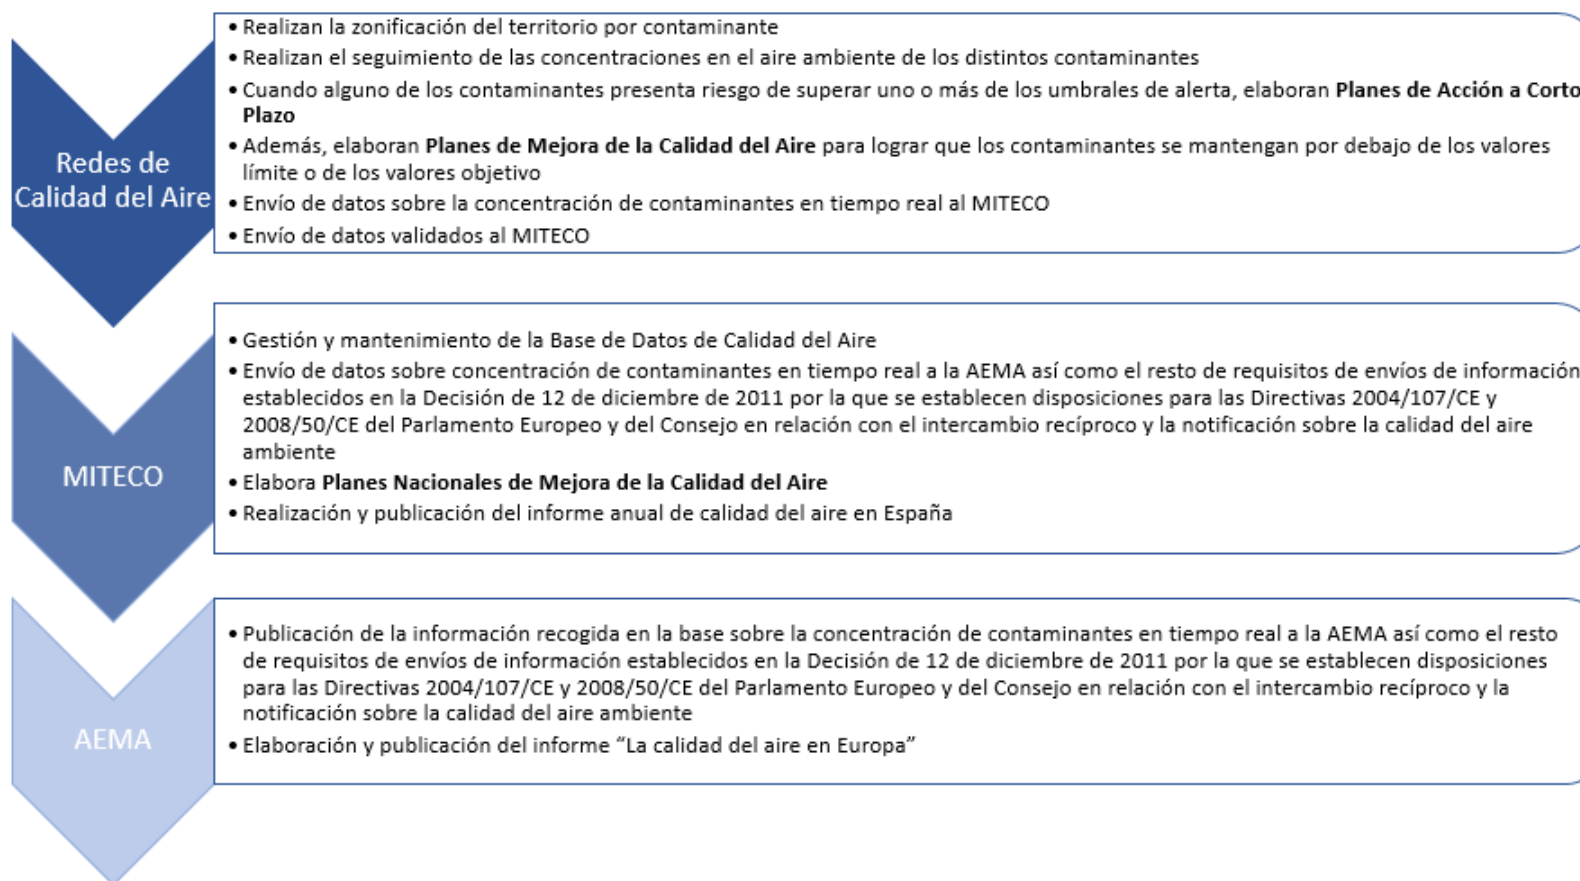 • Realizan la zonificación del territorio por contaminante
• Realizan el seguimiento de las concentraciones en el aire ambiente de los distintos contaminantes
• Cuando alguno de los contaminantes presenta riesgo de superar uno o más de los umbrales de alerta, elaboran Planes de Acción a Corto
Plazo
• Además, elaboran Planes de Mejora de la Calidad del Aire para lograr que los contaminantes se mantengan por debajo de los valores
límite o de los valores objetivo
• Envío de datos sobre la concentración de contaminantes en tiempo real al MITECO
• Envío de datos validados al MITECO
Redes de
Calidad del Aire
• Gestión y mantenimiento de la Base de Datos de Calidad del Aire
• Envío de datos sobre concentración de contaminantes en tiempo real a la AEMA así como el resto de requisitos de envíos de información
establecidos en la Decisión de 12 de diciembre de 2011 por la que se establecen disposiciones para las Directivas 2004/107/CE y
2008/50/CE del Parlamento Europeo y del Consejo en relación con el intercambio recíproco y la notificación sobre la calidad del aire
ambiente
• Elabora Planes Nacionales de Mejora de la Calidad del Aire
• Realización y publicación del informe anual de calidad del aire en España
MITECO
• Publicación de la información recogida en la base sobre la concentración de contaminantes en tiempo real a la AEMA así como el resto
de requisitos de envíos de información establecidos en la Decisión de 12 de diciembre de 2011 por la que se establecen disposiciones
para las Directivas 2004/107/CE y 2008/50/CE del Parlamento Europeo y del Consejo en relación con el intercambio recíproco y la
notificación sobre la calidad del aire ambiente
• Elaboración y publicación del informe “La calidad del aire en Europa”
AEMA